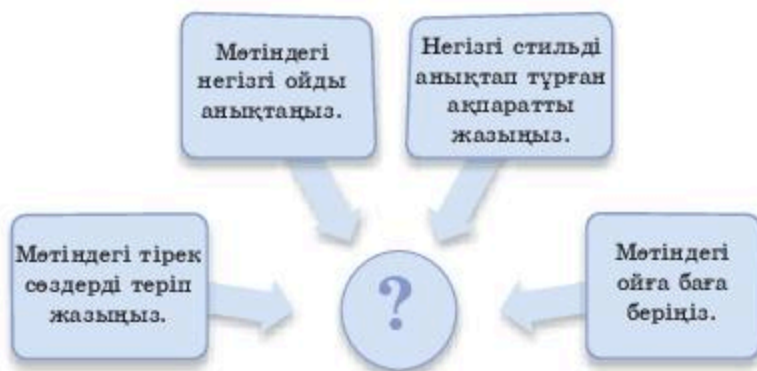 Мәтіндегі
негізгі ойды
анықтаңыз.
Негізгі стильді
анықтап тұрған
ақпаратты
жазыңыз.
Мәтіндегі тірек
сөздерді теріп
жазыңыз.
?
Мәтіндегі
ойға баға
беріңіз.